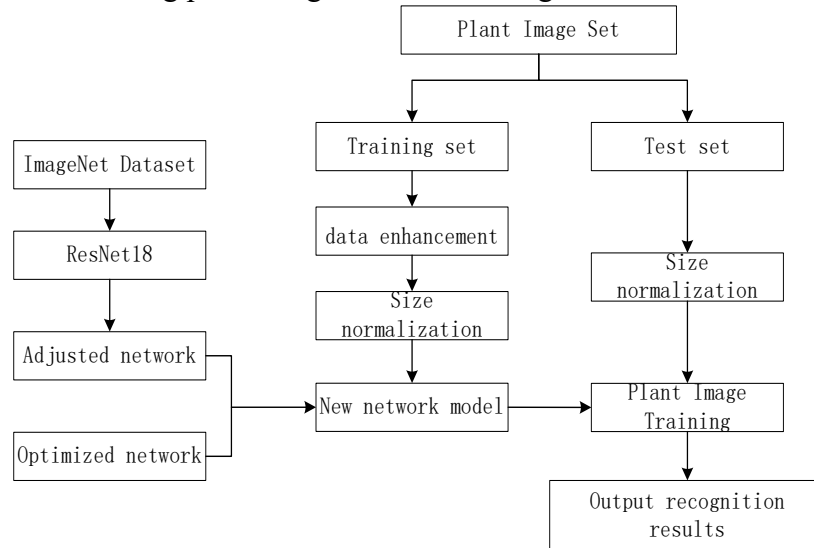 Plant Image Set
Training set
Test set
ImageNet Dataset
data enhancement
ResNet18
Size
normalization
Size
normalization
Adjusted network
New network model
Plant Image
Training
Optimized network
Output recognition
results